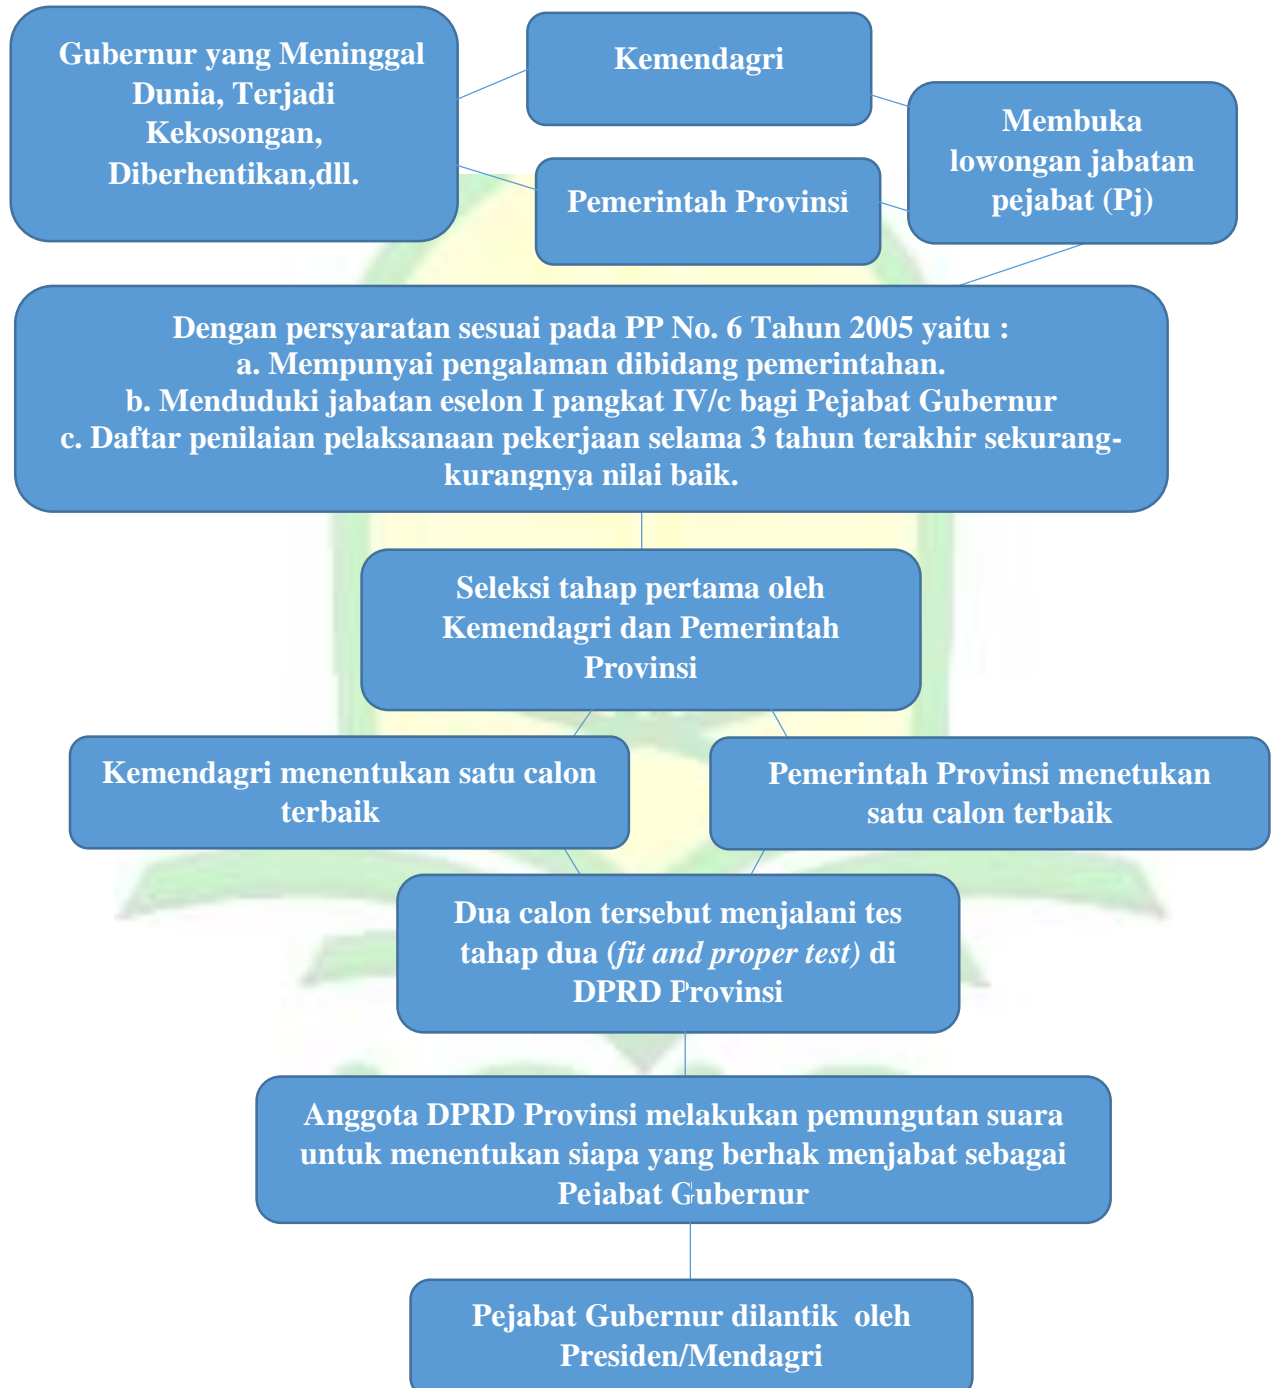 Gubernur yang Meninggal
Dunia, Terjadi
Kekosongan,
Diberhentikan,dll.
Kemendagri
Pemerintah Provinsi
Membuka
lowongan jabatan
pejabat (Pj)
Dengan persyaratan sesuai pada PP No. 6 Tahun 2005 yaitu :
a. Mempunyai pengalaman dibidang pemerintahan.
b. Menduduki jabatan eselon I pangkat IV/c bagi Pejabat Gubernur
c. Daftar penilaian pelaksanaan pekerjaan selama 3 tahun terakhir sekurang-
kurangnya nilai baik.
Seleksi tahap pertama oleh
Kemendagri dan Pemerintah
Provinsi
Kemendagri menentukan satu calon
terbaik
Pemerintah Provinsi menetukan
satu calon terbaik
Dua calon tersebut menjalani tes
tahap dua (fit and proper test) di
DPRD Provinsi
Anggota DPRD Provinsi melakukan pemungutan suara
untuk menentukan siapa yang berhak menjabat sebagai
Pejabat Gubernur
Pejabat Gubernur dilantik oleh
Presiden/Mendagri